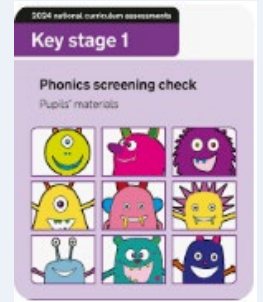 2024 national curriculum assessments
Key stage 1
Phonics screening check
Pupils' materials